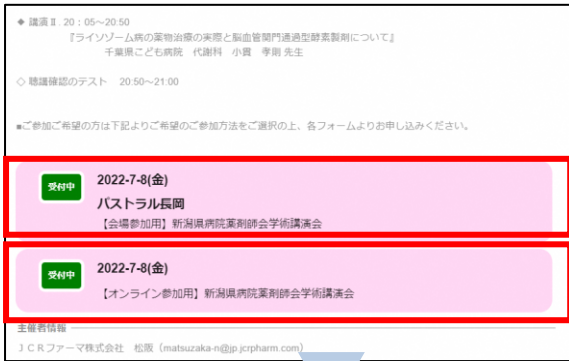 ◆ 講演Ⅱ. 20：05～20:50
『ライソゾーム病の薬物治療の実際と脳血管関門通過型酵素製剤について』
千葉県こども病院　代謝科　小貫　孝則 先生
◇ 聴講確認のテスト　20:50～21:00
■ご参加ご希望の方は下記よりご希望のご参加方法をご選択の上、各フォームよりお申し込みください。
受付中
2022-7-8(金)
パストラル長岡
【会場参加用】新潟県病院薬剤師会学術講演会
受付中
2022-7-8(金)
【オンライン参加用】新潟県病院薬剤師会学術講演会
主催者情報
ＪＣＲファーマ株式会社　松阪（matsuzaka-n@jp.jcrpharm.com）